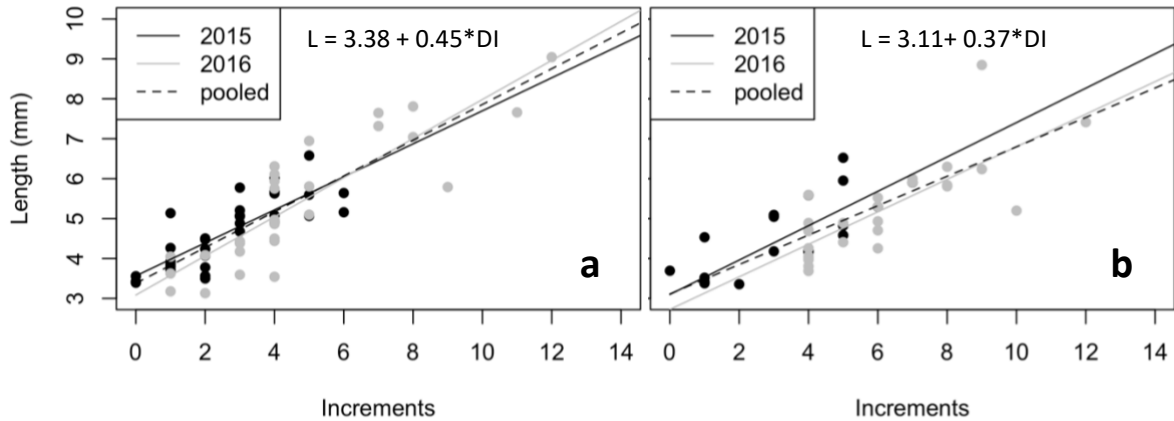 2015
2016
pooled
L = 3.38 + 0.45*DI
a
Length (mm)
10
9
8
7
6
5
4
3
0 2 4 6 8 10 12 14
Increments
2015
2016
pooled
L = 3.11+ 0.37*DI
b
0 2 4 6 8 10 12 14
Increments